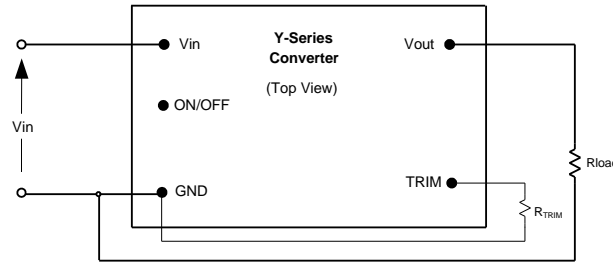 Y-Series
Converter
(Top View)
Vin
Vout
ON/OFF
Vin
GND
TRIM
Rload
RTRIM